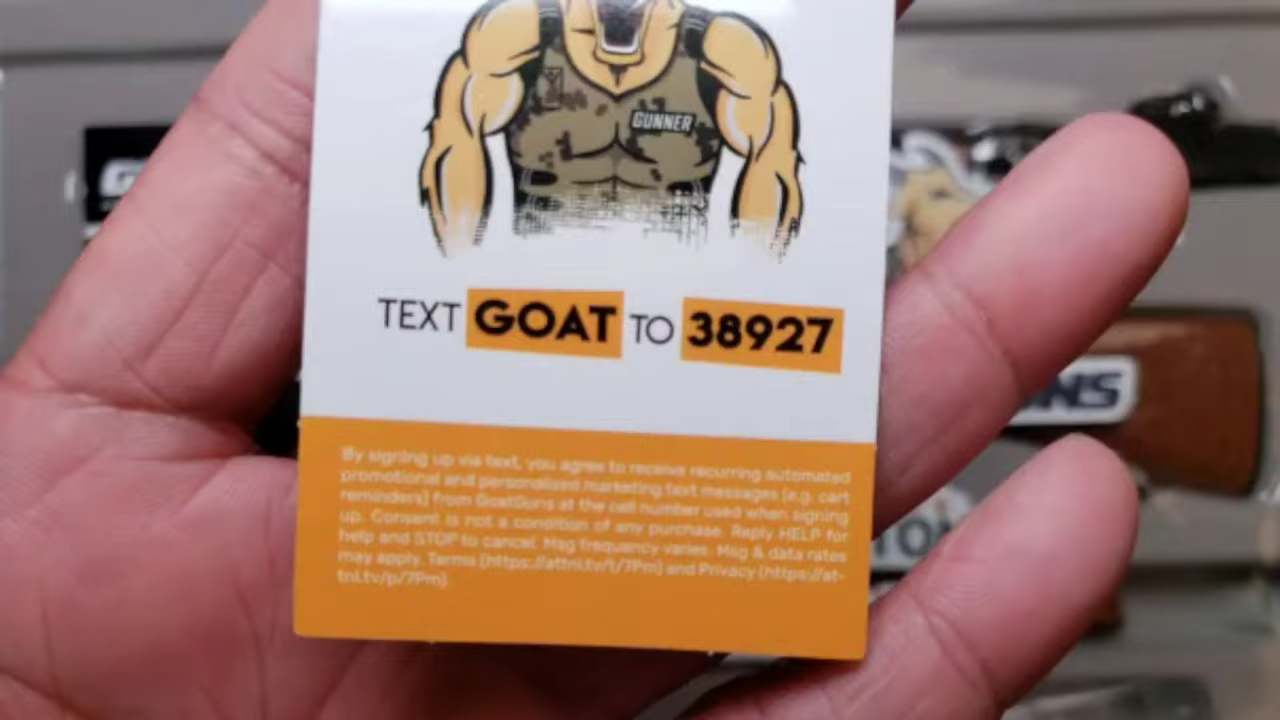 GUNNER
TEXT GOAT TO 38927
By signing up via text, you agree to receive recurring automated
promotional and personalized marketing text messages (e.g. cart
reminders) from GoatGuns at the cell number used when signing
up. Consent is not a condition of any purchase. Reply HELP for
help and STOP to cancel. Msg frequency varies. Msg & data rates
may apply. Terms (https://attnl.tv/t/7Pm) and Privacy (https://at-
tnl.tv/p/7Pm).